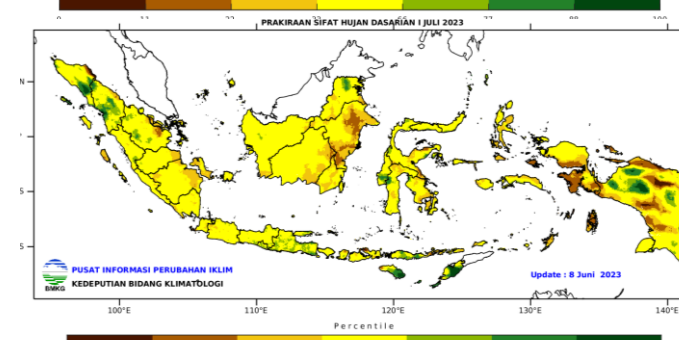 PRAKIRAAN SIFAT HUJAN DASARIAN I JULI 2023
N
S
S
PUSAT INFORMASI PERUBAHAN IKLIM
KEDEPUTIAN BIDANG KLIMATOLOGI
BMKG
Update : 8 Juni 2023
100°E 110°E 120°E 130°E 140°E
Percentile